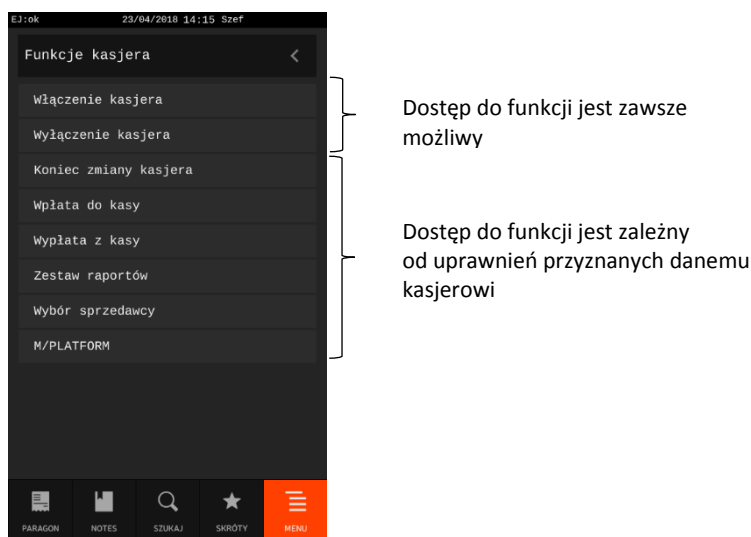 EJ:ok 23/04/2018 14:15 Szef
Funkcje kasjera
Włączenie kasjera
Wyłączenie kasjera
Koniec zmiany kasjera
Wpłata do kasy
Wypłata z kasy
Zestaw raportów
Wybór sprzedawcy
M/PLATFORM
PARAGON NOTES SZUKAJ SKRÓTY MENU
Dostęp do funkcji jest zawsze
możliwy
Dostęp do funkcji jest zależny
od uprawnień przyznanych danemu
kasjerowi